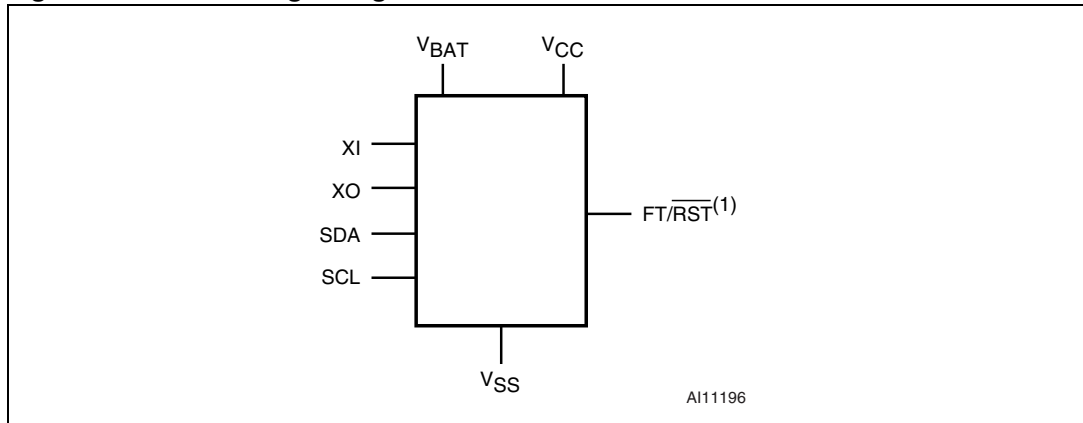 VBAT
VCC
XI
XO
SDA
SCL
FT/RST(1)
VSS
AI11196